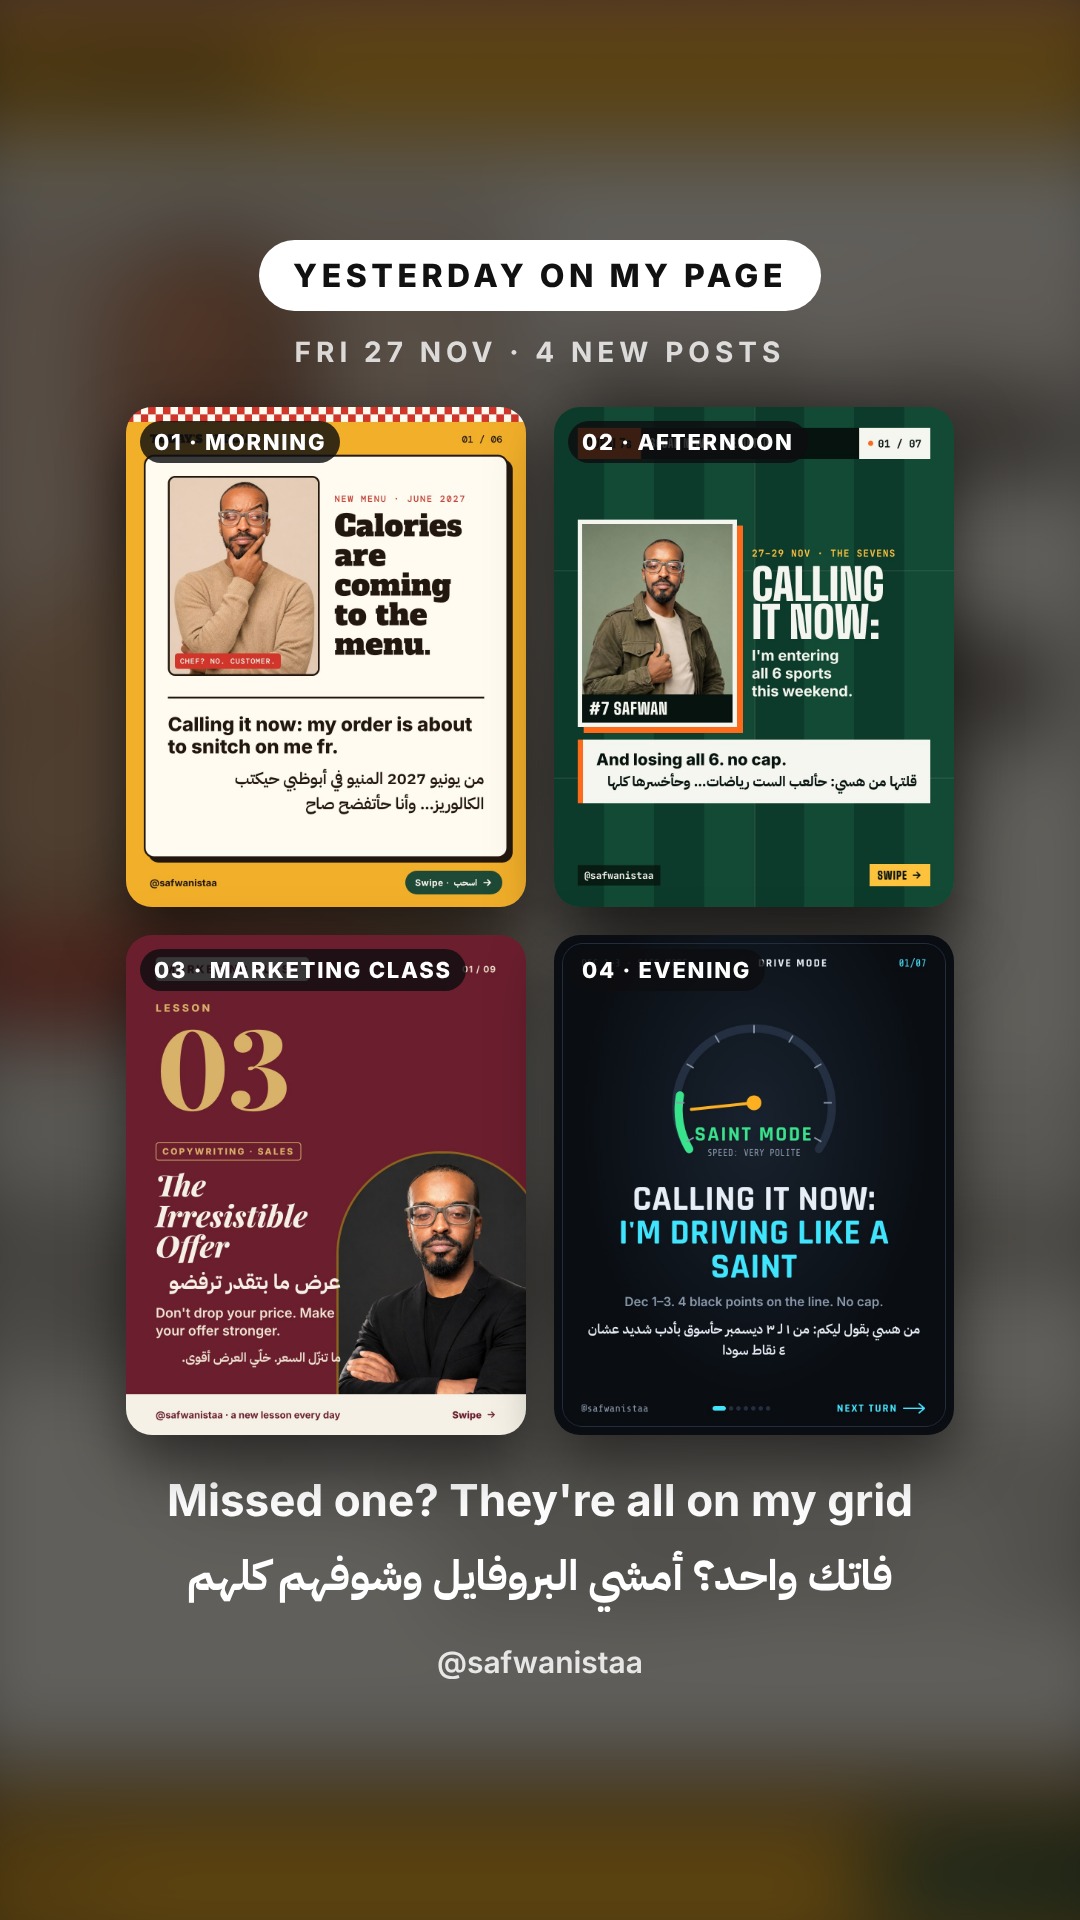 YESTERDAY ON MY PAGE
FRI 27 NOV · 4 NEW POSTS
01 · MORNING
01 / 06
NEW MENU · JUNE 2027
Calories
are
coming
to the
menu.
CHEF? NO. CUSTOMER.
Calling it now: my order is about
to snitch on me fr.
من يونيو 2027 المنيو في أبوظبي حيكتب
الكالوريز... وأنا حأتفضح صاح
@safwanistaa
Swipe · اسحب →
02 · AFTERNOON
01 / 07
27–29 NOV · THE SEVENS
CALLING
IT NOW:
I'm entering
all 6 sports
this weekend.
#7 SAFWAN
And losing all 6. no cap.
قلتها من هسي: حألعب الست رياضات... وحأخسرها كلها
@safwanistaa
SWIPE →
03 · MARKETING CLASS
01 / 09
LESSON
03
COPYWRITING · SALES
The
Irresistible
Offer
عرض ما بتقدر ترفضو
Don't drop your price. Make
your offer stronger.
ما تنزّل السعر. خلّي العرض أقوى.
@safwanistaa · a new lesson every day
Swipe →
04 · EVENING
DRIVE MODE
01/07
SAINT MODE
SPEED: VERY POLITE
CALLING IT NOW:
I'M DRIVING LIKE A
SAINT
Dec 1–3. 4 black points on the line. No cap.
من هسي بقول ليكم: من ١ لـ ٣ ديسمبر حأسوق بأدب شديد عشان
٤ نقاط سودا
@safwanistaa
NEXT TURN →
Missed one? They're all on my grid
فاتك واحد؟ أمشي البروفايل وشوفهم كلهم
@safwanistaa